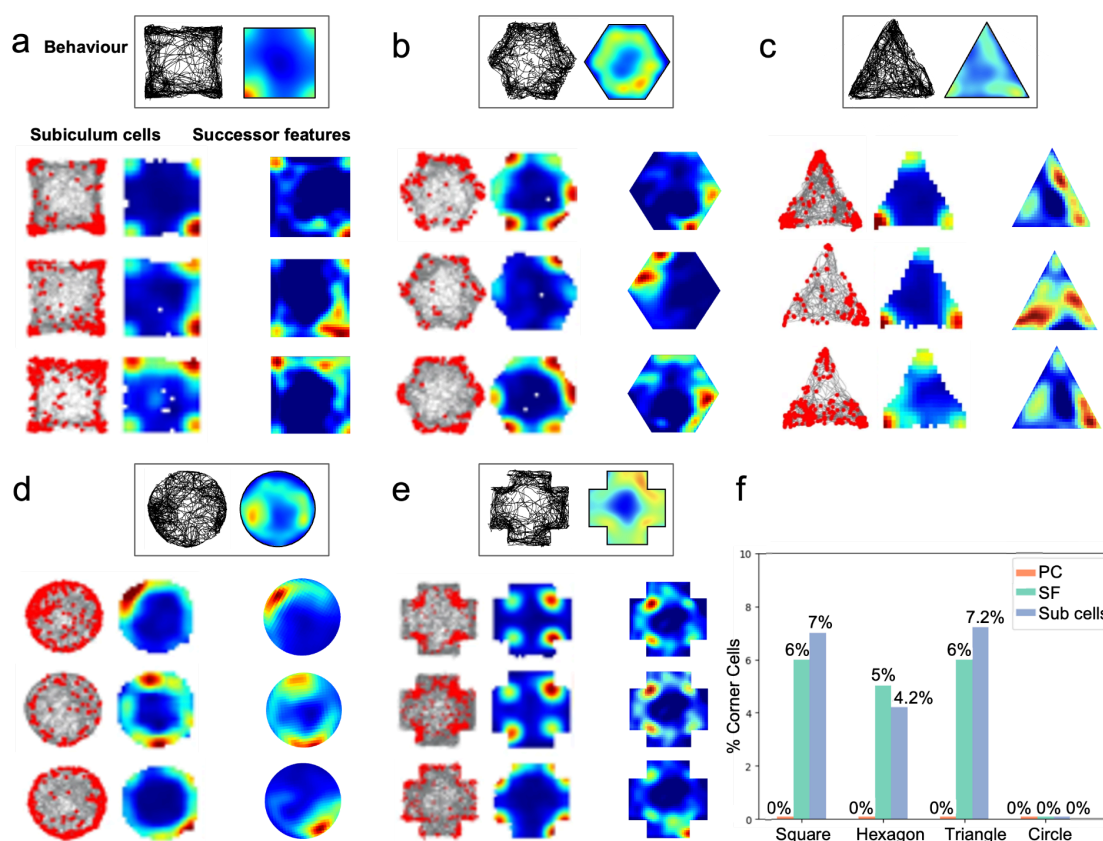 a
Behaviour
b
c
Subiculum cells
Successor features
d
e
f
10
8
6
4
2
0
% Corner Cells
PC
SF
Sub cells
0%
6%
7%
0%
5%
4.2%
0%
6%
7.2%
0%
0%
0%
Square
Hexagon
Triangle
Circle